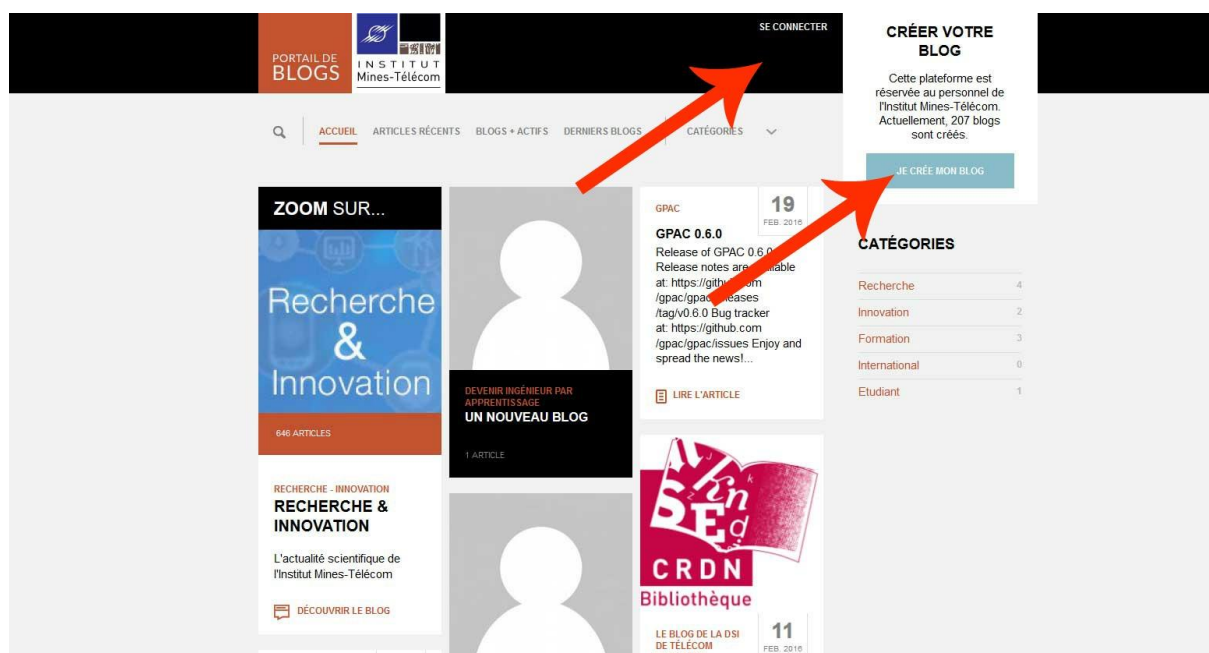 PORTAIL DE
BLOGS
INSTITUT
Mines-Télécom
SE CONNECTER
CRÉER VOTRE
BLOG
Cette plateforme est
réservée au personnel de
l'Institut Mines-Télécom.
Actuellement, 207 blogs
sont créés.
JE CRÉE MON BLOG
ACCUEIL
ARTICLES RÉCENTS
BLOGS + ACTIFS
DERNIERS BLOGS
CATÉGORIES
ZOOM SUR...
Recherche
&
Innovation
646 ARTICLES
RECHERCHE - INNOVATION
RECHERCHE &
INNOVATION
L'actualité scientifique de
l'Institut Mines-Télécom
DÉCOUVRIR LE BLOG
DEVENIR INGÉNIEUR PAR
APPRENTISSAGE
UN NOUVEAU BLOG
1 ARTICLE
GPAC
19
FEB. 2016
GPAC 0.6.0
Release of GPAC 0.6.0
Release notes are available
at: https://github.com
/gpac/gpac/releases
/tag/v0.6.0 Bug tracker
at: https://github.com
/gpac/gpac/issues Enjoy and
spread the news!...
LIRE L'ARTICLE
CRDN
Bibliothèque
LE BLOG DE LA DSI
DE TÉLÉCOM
11
FEB. 2016
CATÉGORIES
Recherche 4
Innovation 2
Formation 3
International 0
Etudiant 1